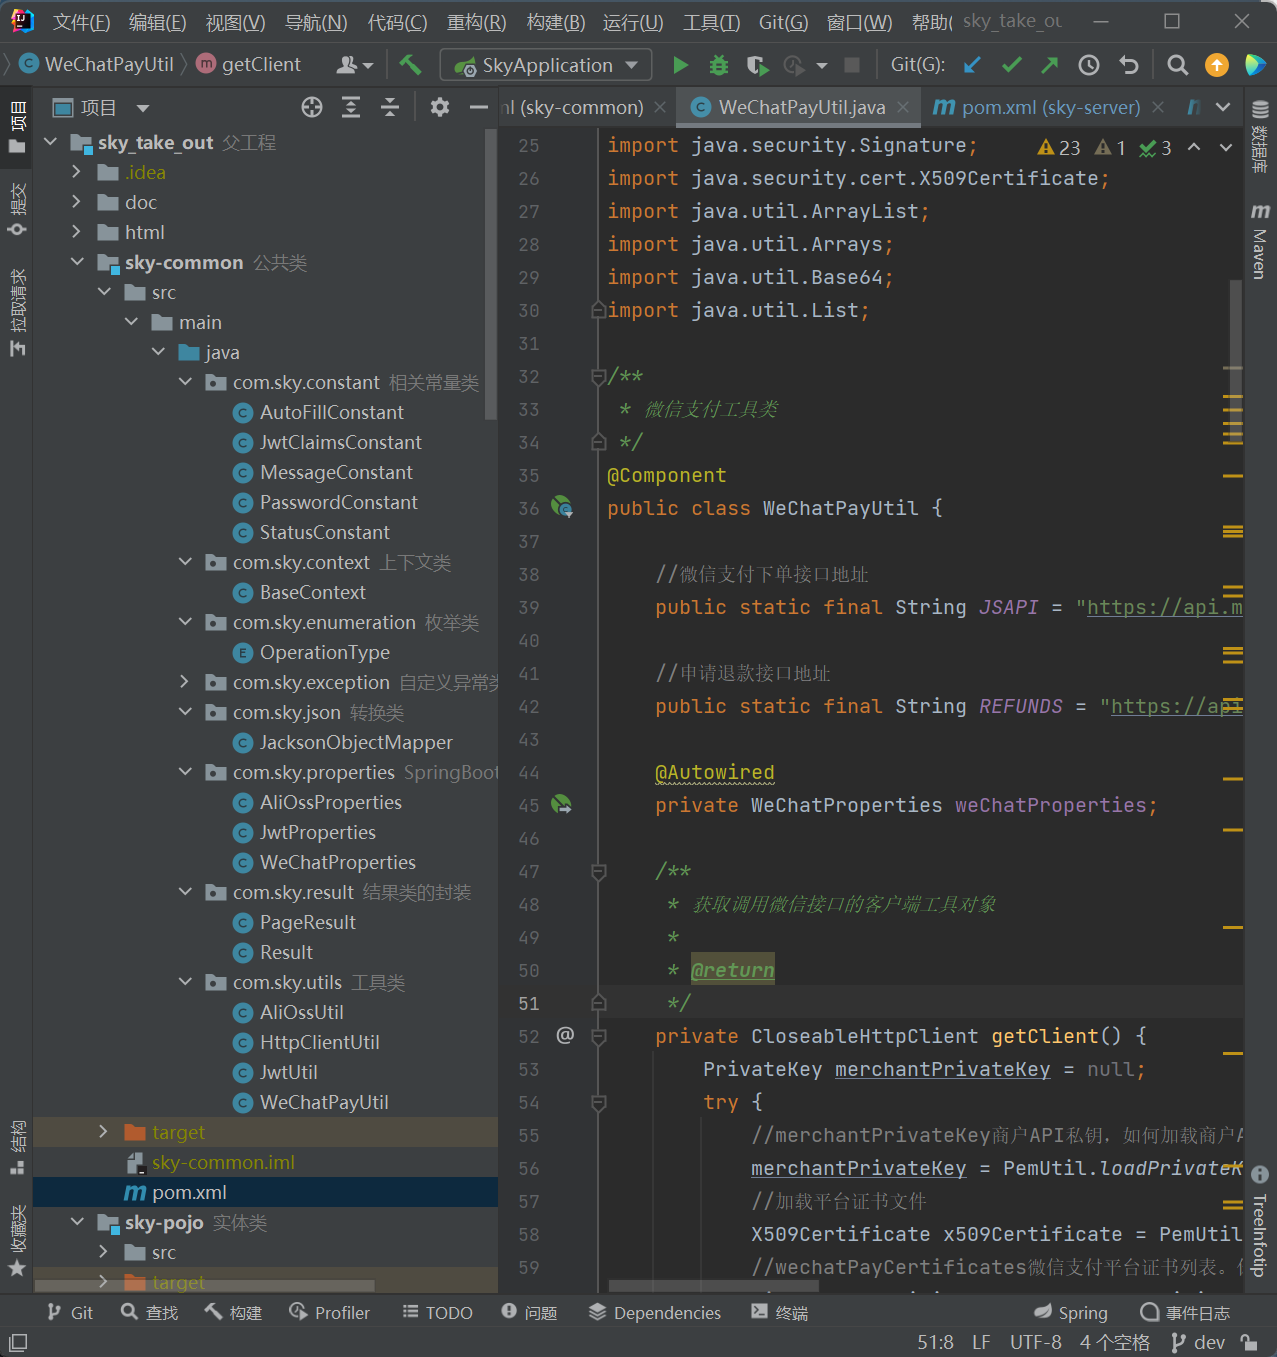 文件(F) 编辑(E) 视图(V) 导航(N) 代码(C) 重构(R) 构建(B) 运行(U) 工具(T) Git(G) 窗口(W) 帮助( sky_take_ou
WeChatPayUtil getClient SkyApplication Git(G):
项目
ml (sky-common) WeChatPayUtil.java pom.xml (sky-server)
项目
提交
拉取请求
结构
收藏夹
sky_take_out 父工程
.idea
doc
html
sky-common 公共类
src
main
java
com.sky.constant 相关常量类
AutoFillConstant
JwtClaimsConstant
MessageConstant
PasswordConstant
StatusConstant
com.sky.context 上下文类
BaseContext
com.sky.enumeration 枚举类
OperationType
com.sky.exception 自定义异常类
com.sky.json 转换类
JacksonObjectMapper
com.sky.properties SpringBoot
AliOssProperties
JwtProperties
WeChatProperties
com.sky.result 结果类的封装
PageResult
Result
com.sky.utils 工具类
AliOssUtil
HttpClientUtil
JwtUtil
WeChatPayUtil
target
sky-common.iml
pom.xml
sky-pojo 实体类
src
target
23 1 3
25 import java.security.Signature;
26 import java.security.cert.X509Certificate;
27 import java.util.ArrayList;
28 import java.util.Arrays;
29 import java.util.Base64;
30 import java.util.List;
31
32 /**
33 * 微信支付工具类
34 */
35 @Component
36 public class WeChatPayUtil {
37
38 //微信支付下单接口地址
39 public static final String JSAPI = "https://api.m
40
41 //申请退款接口地址
42 public static final String REFUNDS = "https://api
43
44 @Autowired
45 private WeChatProperties weChatProperties;
46
47 /**
48 * 获取调用微信接口的客户端工具对象
49 *
50 * @return
51 */
52 @ private CloseableHttpClient getClient() {
53 PrivateKey merchantPrivateKey = null;
54 try {
55 //merchantPrivateKey商户API私钥，如何加载商户A
56 merchantPrivateKey = PemUtil.loadPrivateK
57 //加载平台证书文件
58 X509Certificate x509Certificate = PemUtil
59 //wechatPayCertificates微信支付平台证书列表。
数据库
Maven
TreeInfotip
Git 查找 构建 Profiler TODO 问题 Dependencies 终端 Spring 事件日志
51:8 LF UTF-8 4 个空格 dev